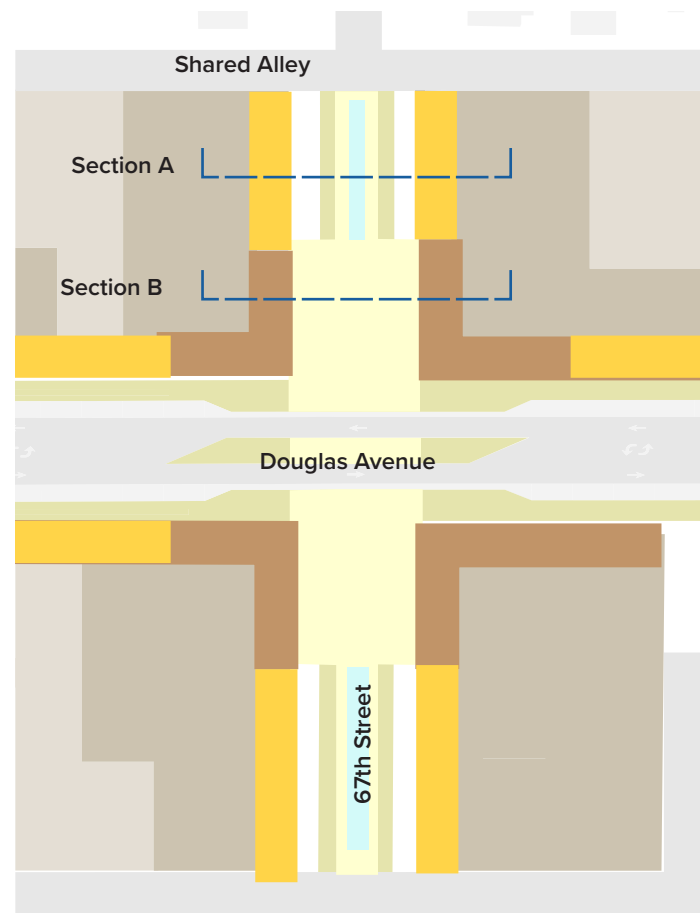 Shared Alley
Section A
Section B
Douglas Avenue
67th Street